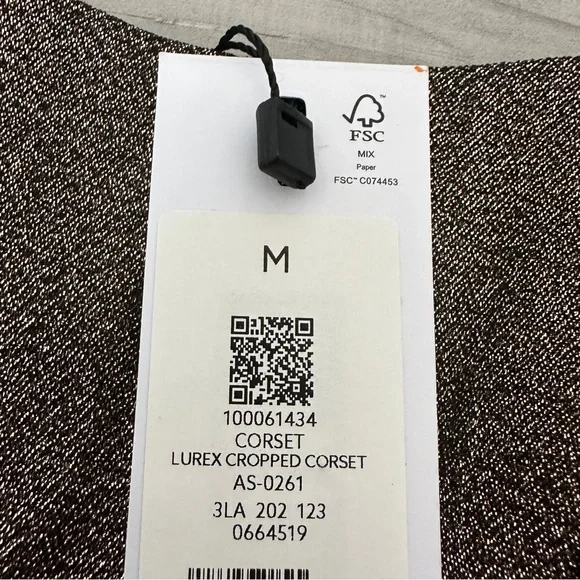 FSC
MIX
Paper
FSC™ C074453
M
100061434
CORSET
LUREX CROPPED CORSET
AS-0261
3LA 202 123
0664519